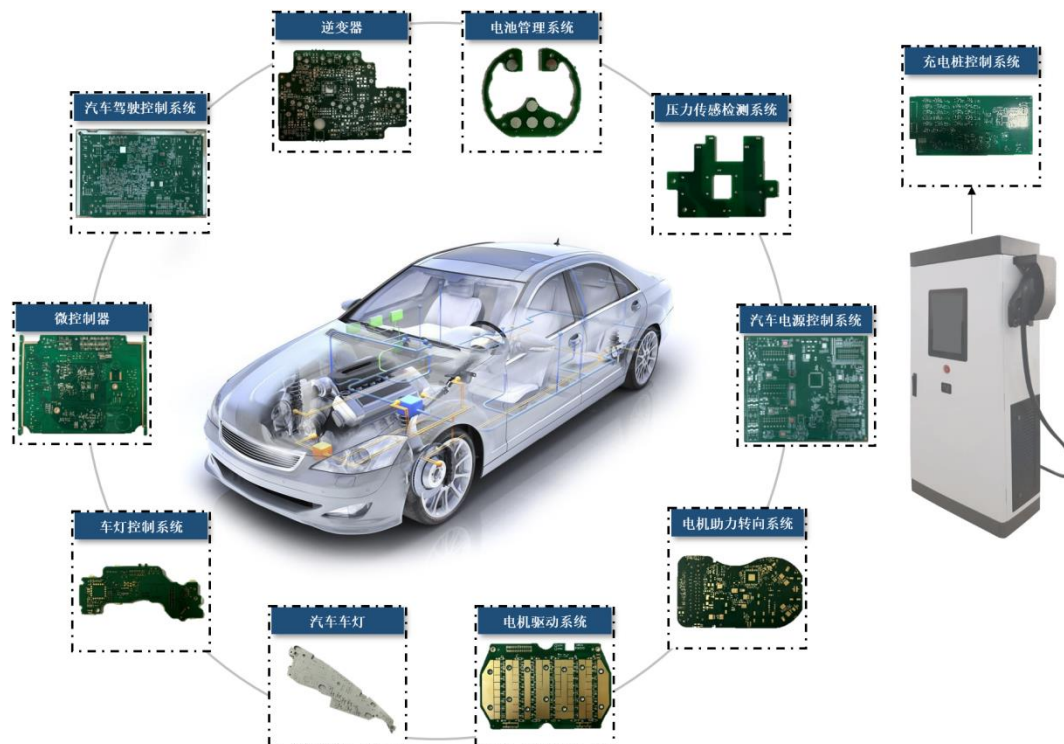 逆变器
电池管理系统
充电桩控制系统
汽车驾驶控制系统
压力传感检测系统
微控制器
汽车电源控制系统
车灯控制系统
电机助力转向系统
汽车车灯
电机驱动系统